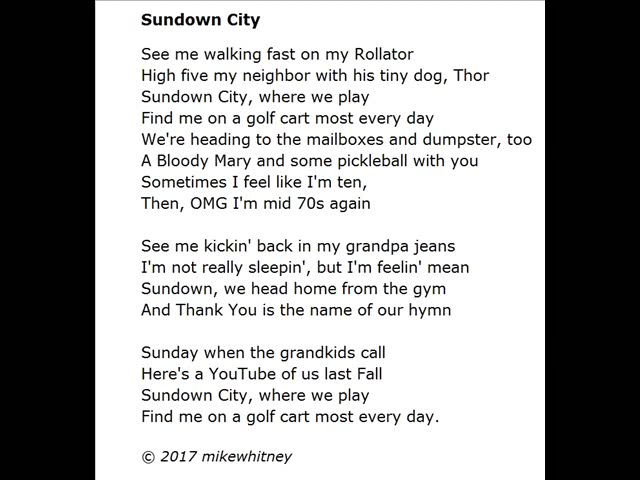 Sundown City
See me walking fast on my Rollator
High five my neighbor with his tiny dog, Thor
Sundown City, where we play
Find me on a golf cart most every day
We're heading to the mailboxes and dumpster, too
A Bloody Mary and some pickleball with you
Sometimes I feel like I'm ten,
Then, OMG I'm mid 70s again
See me kickin' back in my grandpa jeans
I'm not really sleepin', but I'm feelin' mean
Sundown, we head home from the gym
And Thank You is the name of our hymn
Sunday when the grandkids call
Here's a YouTube of us last Fall
Sundown City, where we play
Find me on a golf cart most every day.
© 2017 mikewhitney